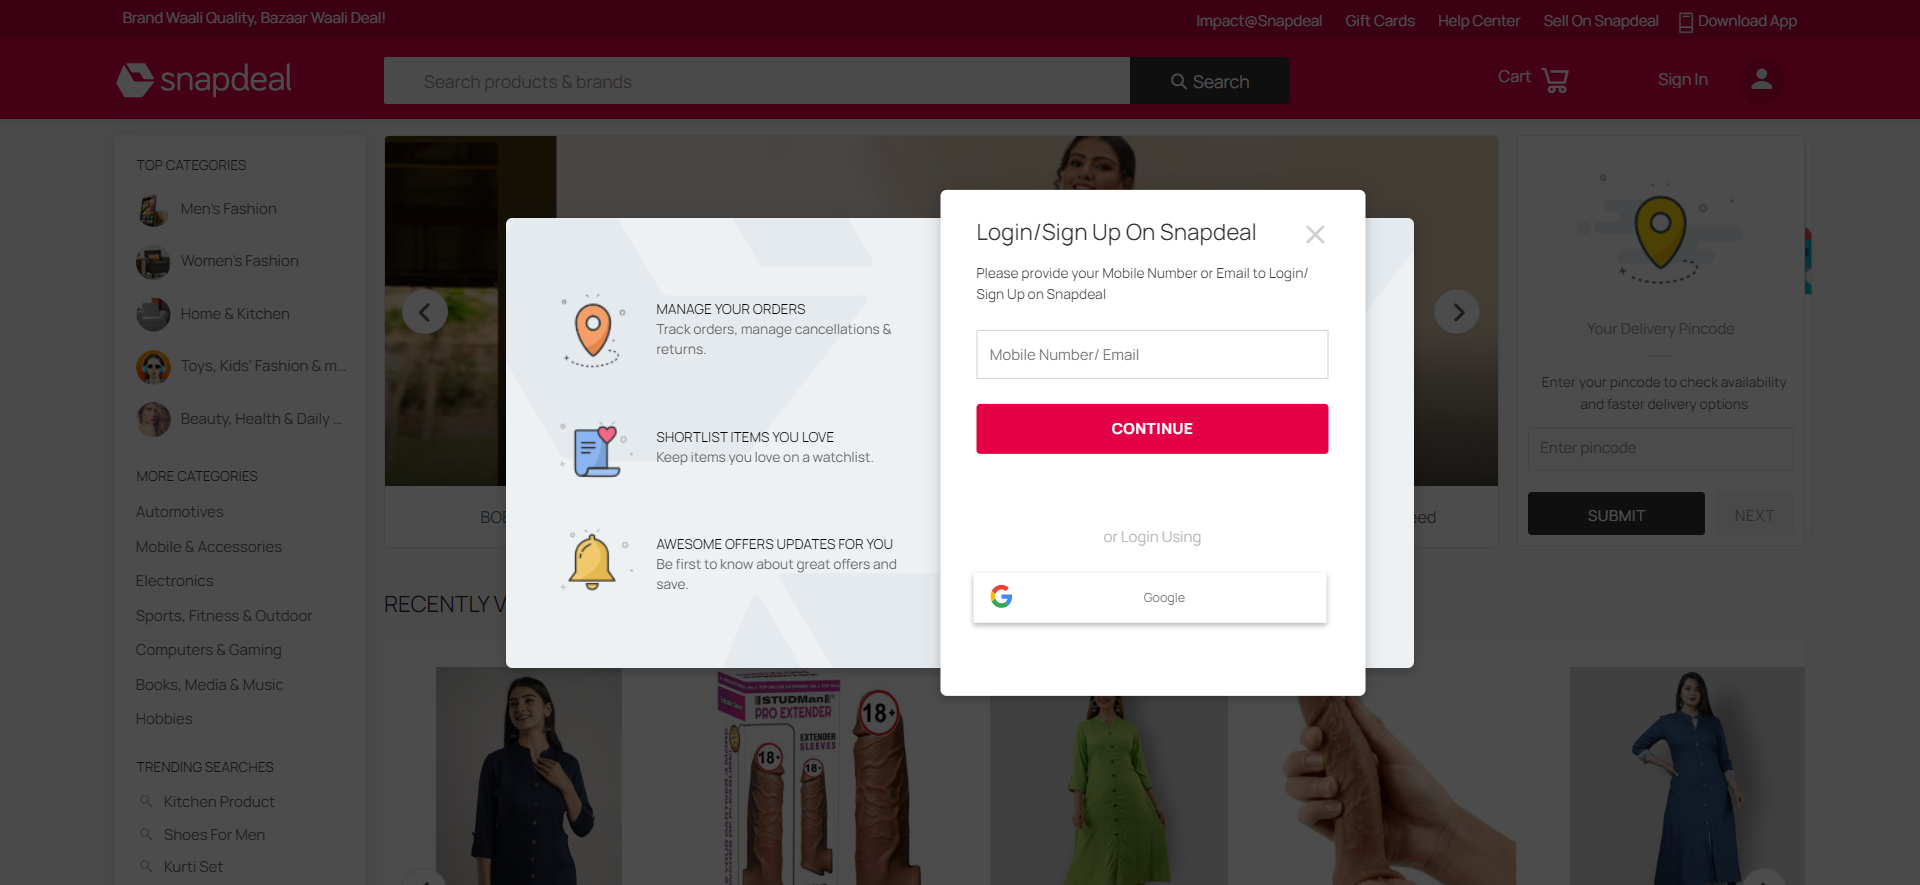 Brand Waali Quality, Bazaar Waali Deal!
Impact@Snapdeal
Gift Cards
Help Center
Sell On Snapdeal
Download App
snapdeal
Search products & brands
Search
Cart
Sign In
TOP CATEGORIES
Men's Fashion
Women's Fashion
Home & Kitchen
Toys, Kids' Fashion & m...
Beauty, Health & Daily ...
MORE CATEGORIES
Automotives
Mobile & Accessories
Electronics
Sports, Fitness & Outdoor
Computers & Gaming
Books, Media & Music
Hobbies
TRENDING SEARCHES
Kitchen Product
Shoes For Men
Kurti Set
MANAGE YOUR ORDERS
Track orders, manage cancellations &
returns.
SHORTLIST ITEMS YOU LOVE
Keep items you love on a watchlist.
AWESOME OFFERS UPDATES FOR YOU
Be first to know about great offers and
save.
Login/Sign Up On Snapdeal
Please provide your Mobile Number or Email to Login/
Sign Up on Snapdeal
Mobile Number/ Email
CONTINUE
or Login Using
Google
Your Delivery Pincode
Enter your pincode to check availability
and faster delivery options
Enter pincode
SUBMIT
NEXT
RECENTLY V
STUDMan
PRO EXTENDER
EXTENDER
SLEEVES
18+
18+
18+